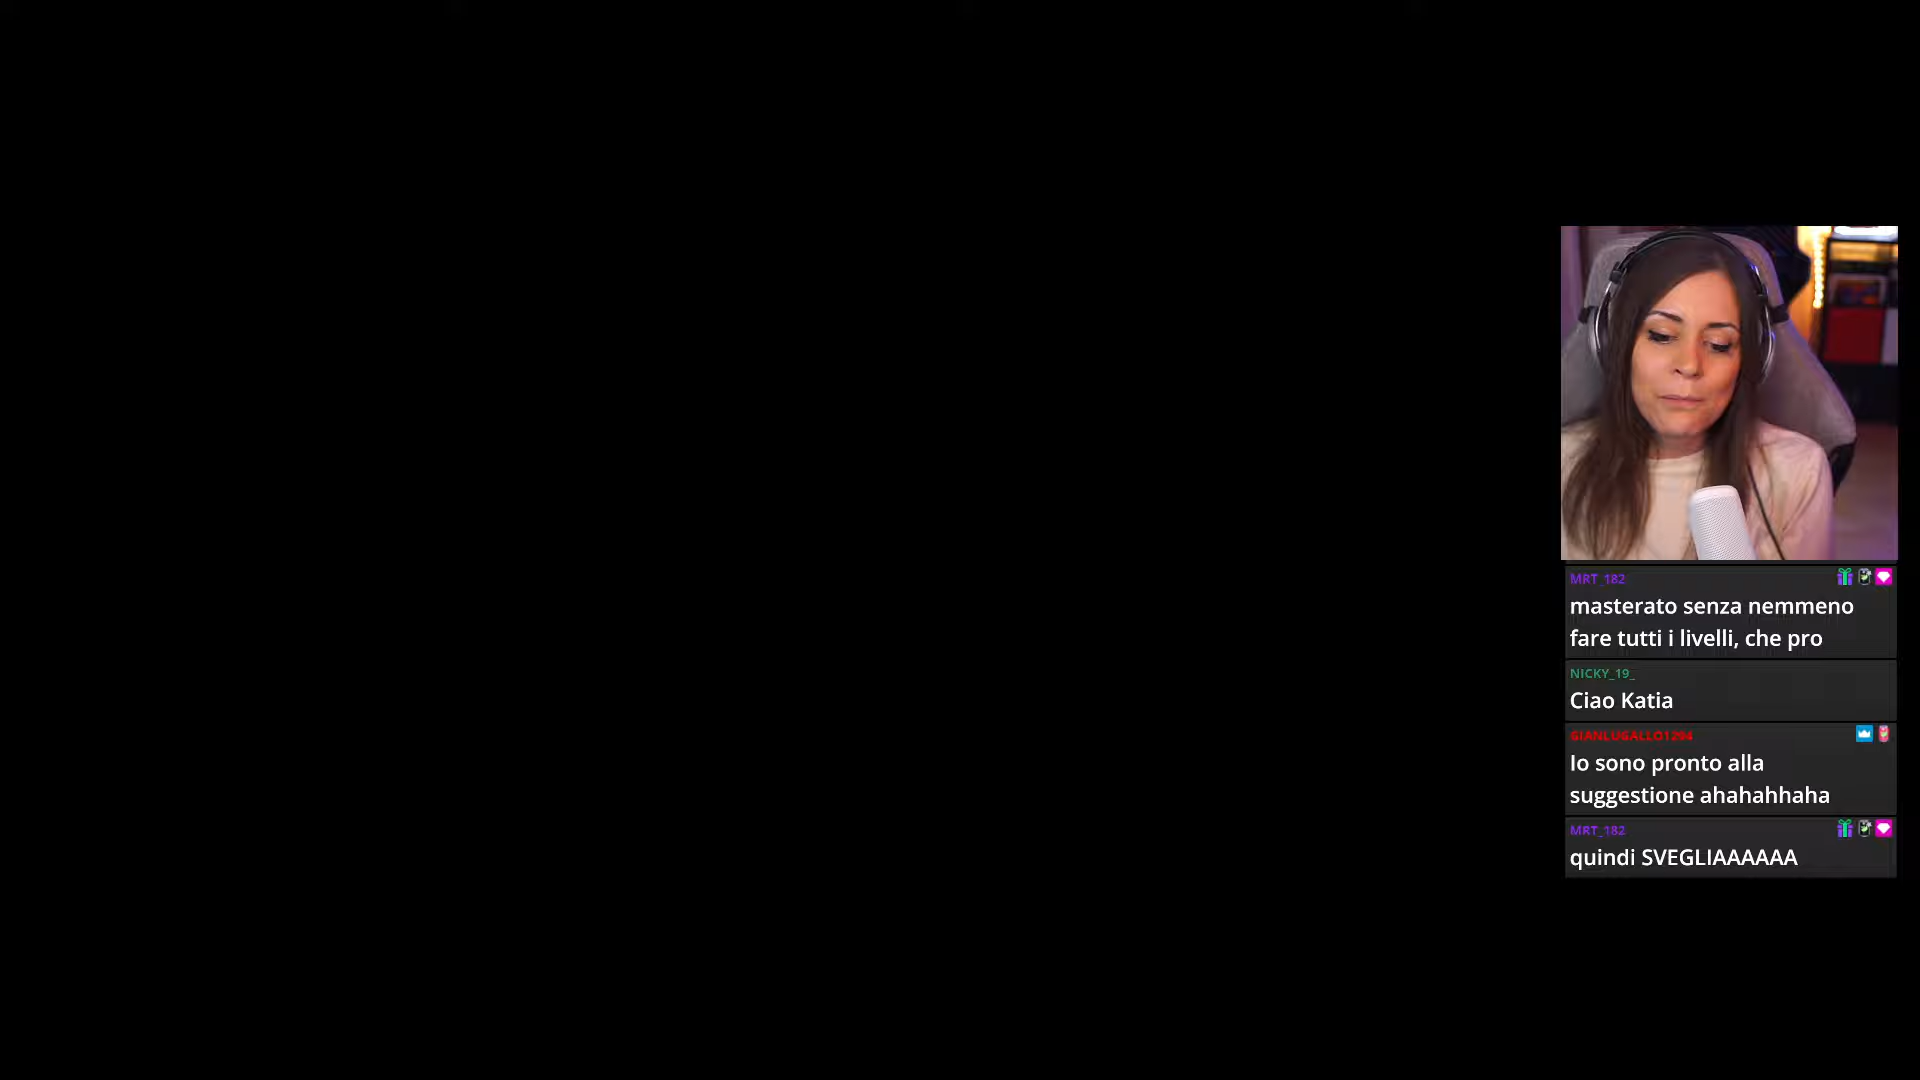 MRT_182
masterato senza nemmeno
fare tutti i livelli, che pro
NICKY_19_
Ciao Katia
GIANLUGALLO1294
Io sono pronto alla
suggestione ahahahhaha
MRT_182
quindi SVEGLIAAAAAA